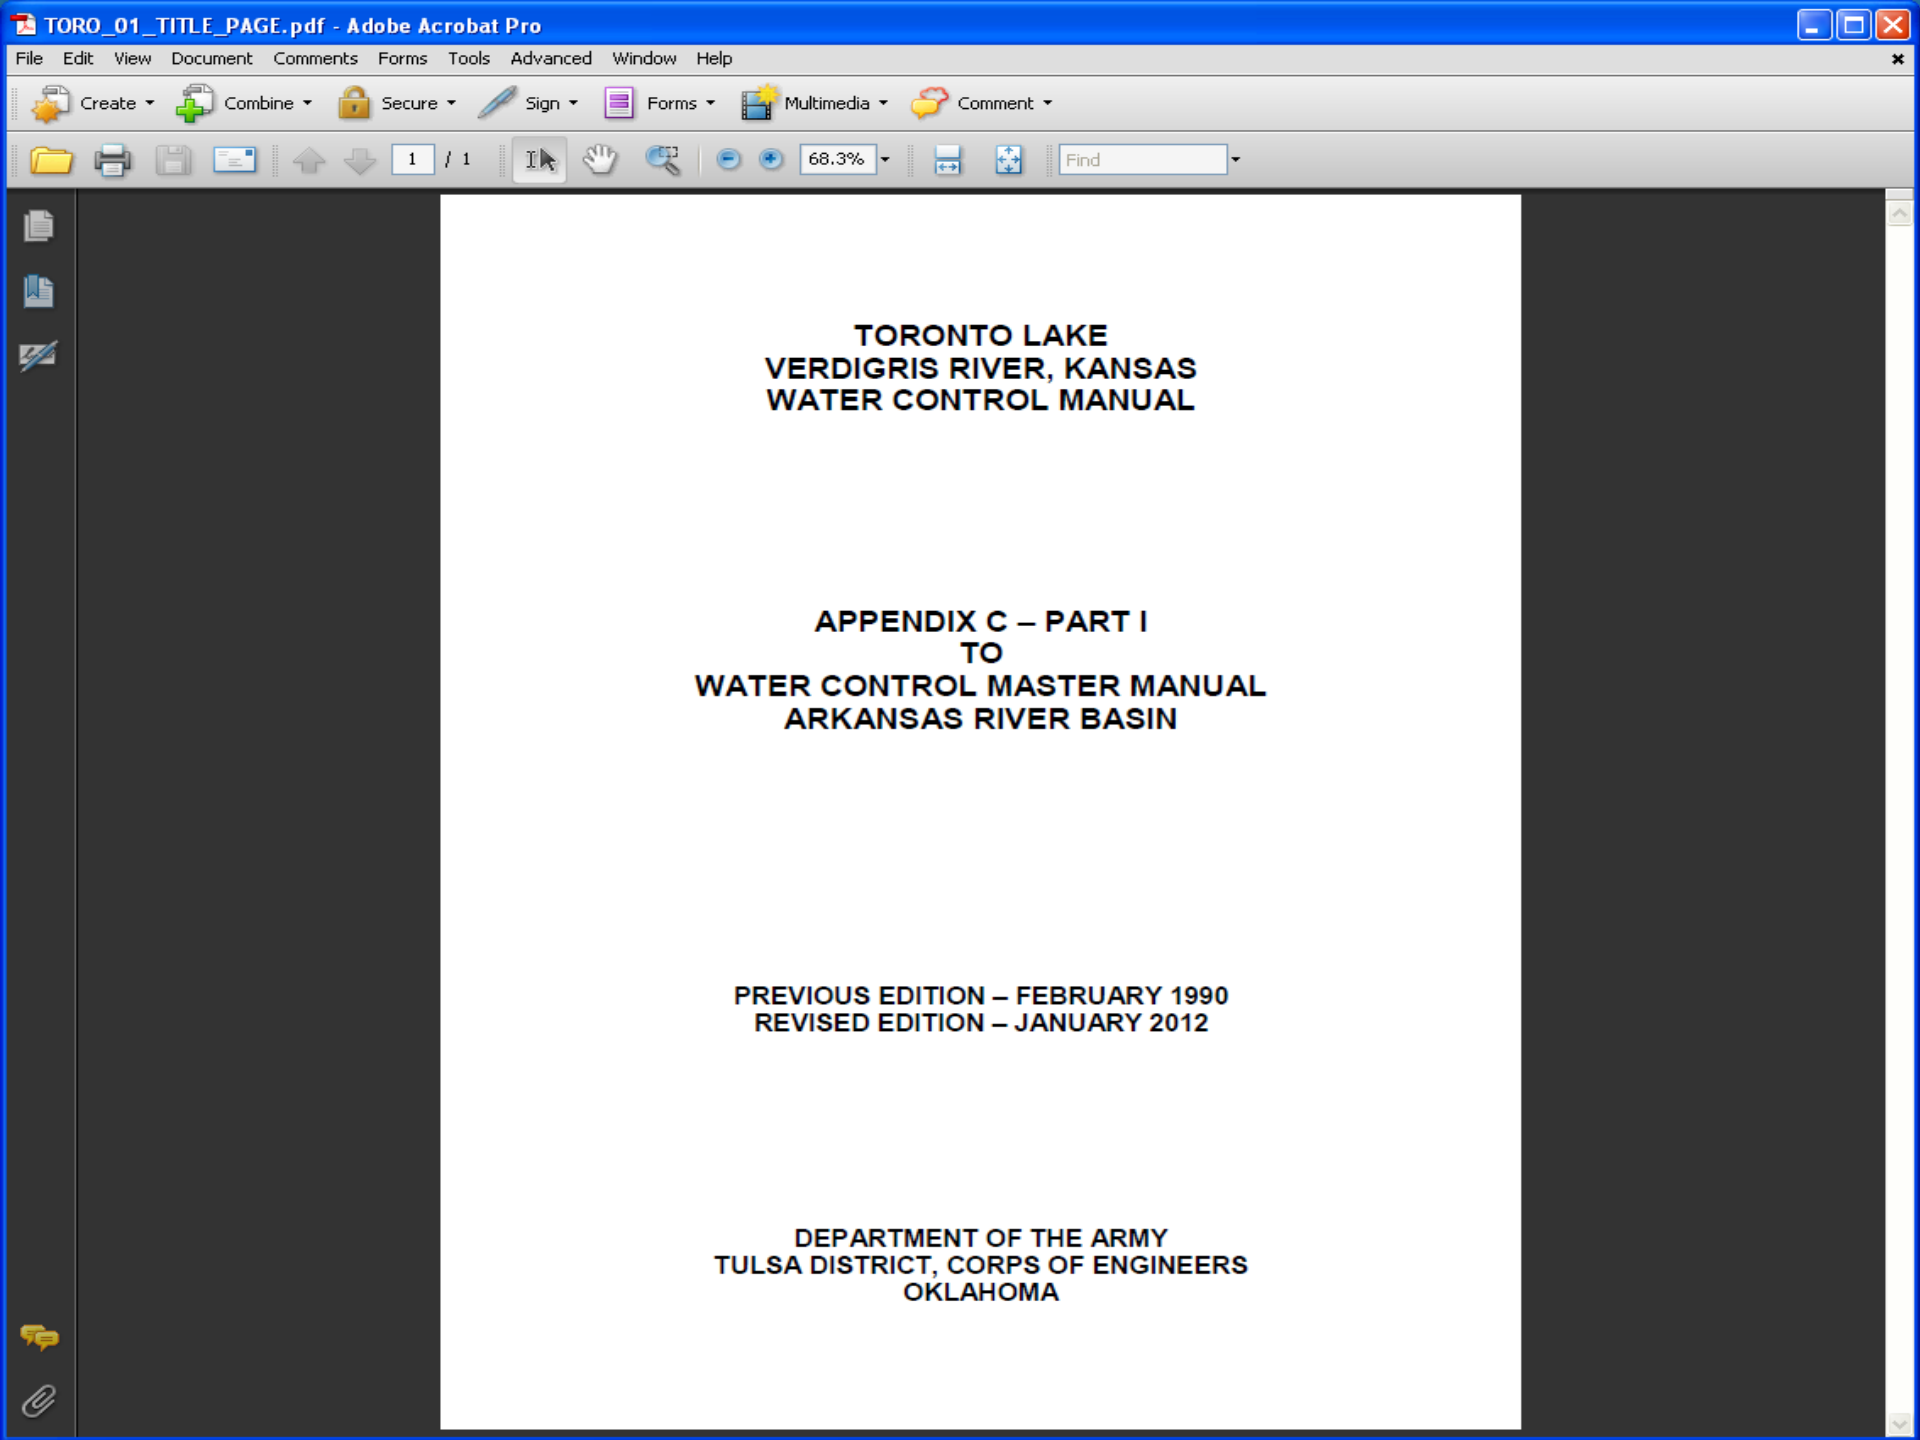 TORO_01_TITLE_PAGE.pdf - Adobe Acrobat Pro
File Edit View Document Comments Forms Tools Advanced Window Help
Create Combine Secure Sign Forms Multimedia Comment
1 / 1 68.3% Find
TORONTO LAKE
VERDIGRIS RIVER, KANSAS
WATER CONTROL MANUAL
APPENDIX C – PART I
TO
WATER CONTROL MASTER MANUAL
ARKANSAS RIVER BASIN
PREVIOUS EDITION – FEBRUARY 1990
REVISED EDITION – JANUARY 2012
DEPARTMENT OF THE ARMY
TULSA DISTRICT, CORPS OF ENGINEERS
OKLAHOMA